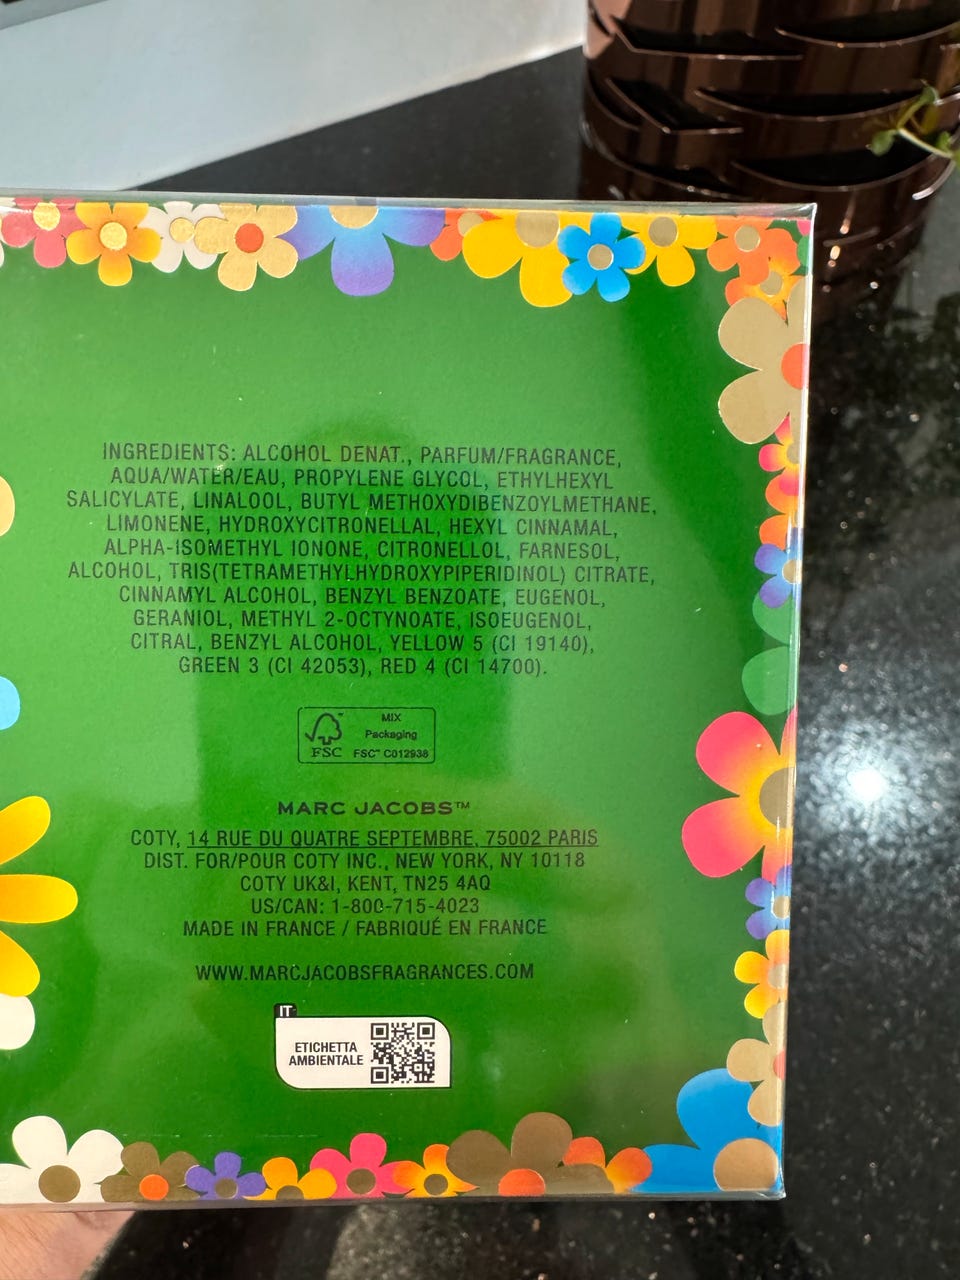 INGREDIENTS: ALCOHOL DENAT., PARFUM/FRAGRANCE,
AQUA/WATER/EAU, PROPYLENE GLYCOL, ETHYLHEXYL
SALICYLATE, LINALOOL, BUTYL METHOXYDIBENZOYLMETHANE,
LIMONENE, HYDROXYCITRONELLAL, HEXYL CINNAMAL,
ALPHA-ISOMETHYL IONONE, CITRONELLOL, FARNESOL,
ALCOHOL, TRIS(TETRAMETHYLHYDROXYPIPERIDINOL) CITRATE,
CINNAMYL ALCOHOL, BENZYL BENZOATE, EUGENOL,
GERANIOL, METHYL 2-OCTYNOATE, ISOEUGENOL,
CITRAL, BENZYL ALCOHOL, YELLOW 5 (CI 19140),
GREEN 3 (CI 42053), RED 4 (CI 14700).
FSC™
MIX
Packaging
FSC™ C012938
MARC JACOBS™
COTY, 14 RUE DU QUATRE SEPTEMBRE, 75002 PARIS
DIST. FOR/POUR COTY INC., NEW YORK, NY 10118
COTY UK&I, KENT, TN25 4AQ
US/CAN: 1-800-715-4023
MADE IN FRANCE / FABRIQUÉ EN FRANCE
WWW.MARCJACOBSFRAGRANCES.COM
IT
ETICHETTA
AMBIENTALE